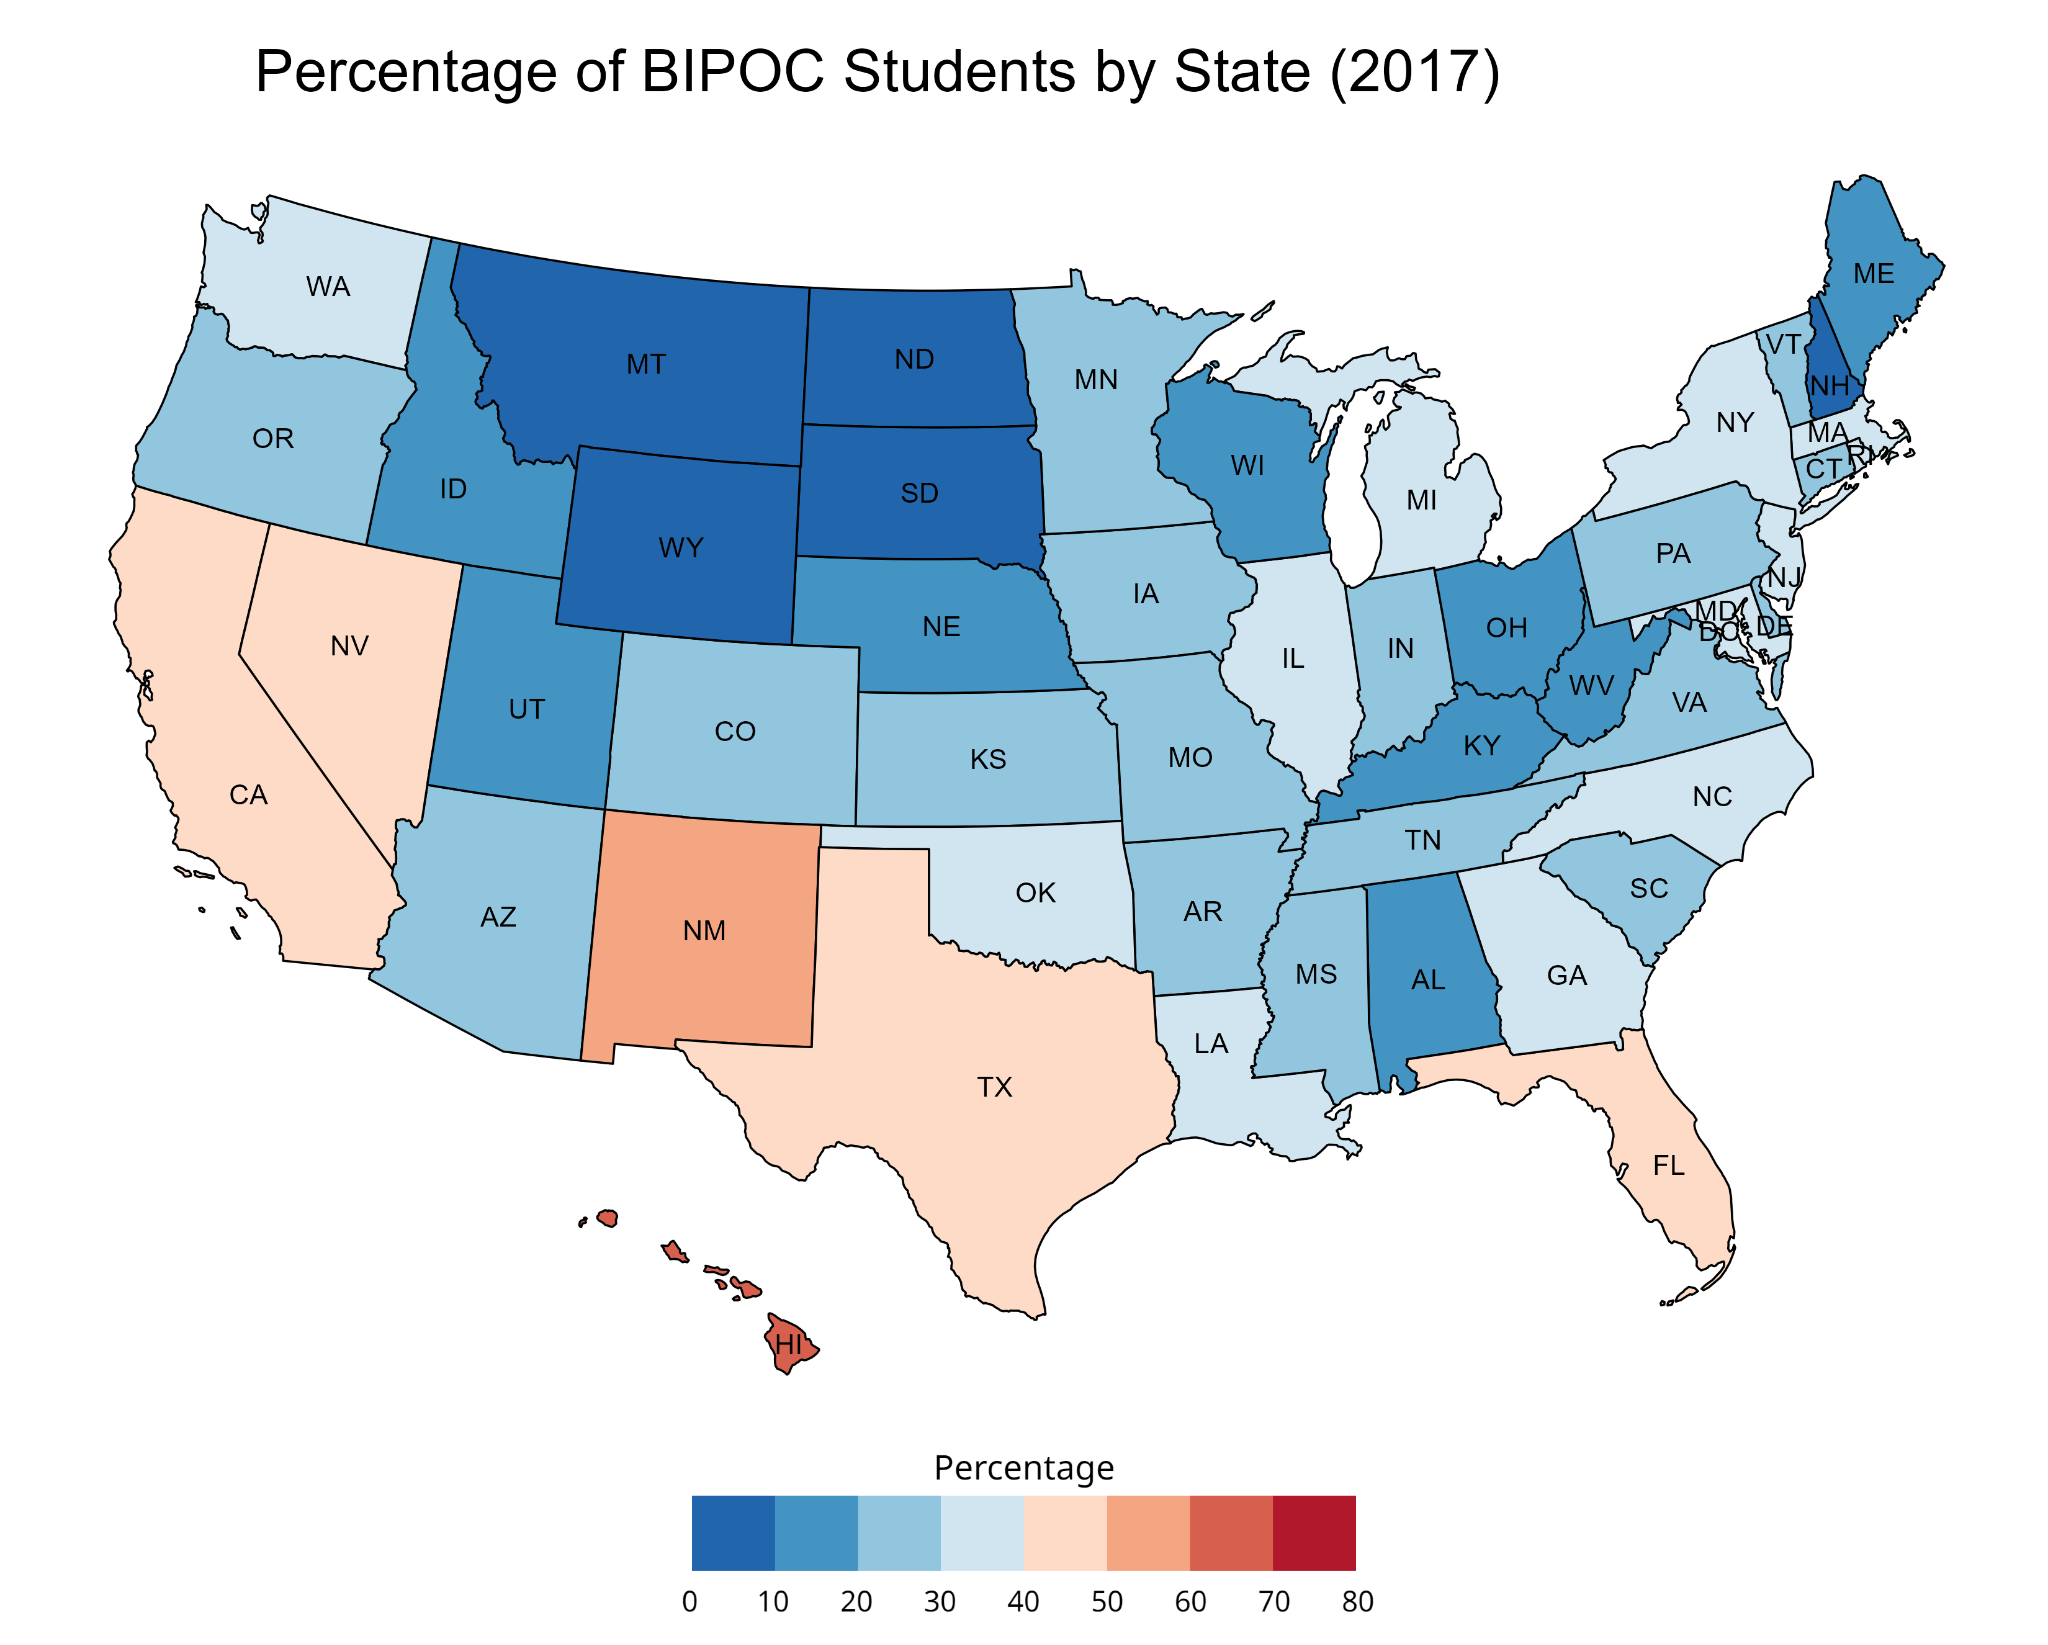 Percentage of BIPOC Students by State (2017)
WA
ME
MT
ND
MN
VT
NH
OR
NY
MA
ID
SD
WI
MI
CT
RI
WY
PA
NJ
IA
MD
NV
NE
OH
DC
DE
IL
IN
UT
WV
VA
CO
KS
MO
KY
CA
NC
TN
OK
SC
AZ
NM
AR
MS
AL
GA
LA
TX
FL
HI
Percentage
0 10 20 30 40 50 60 70 80